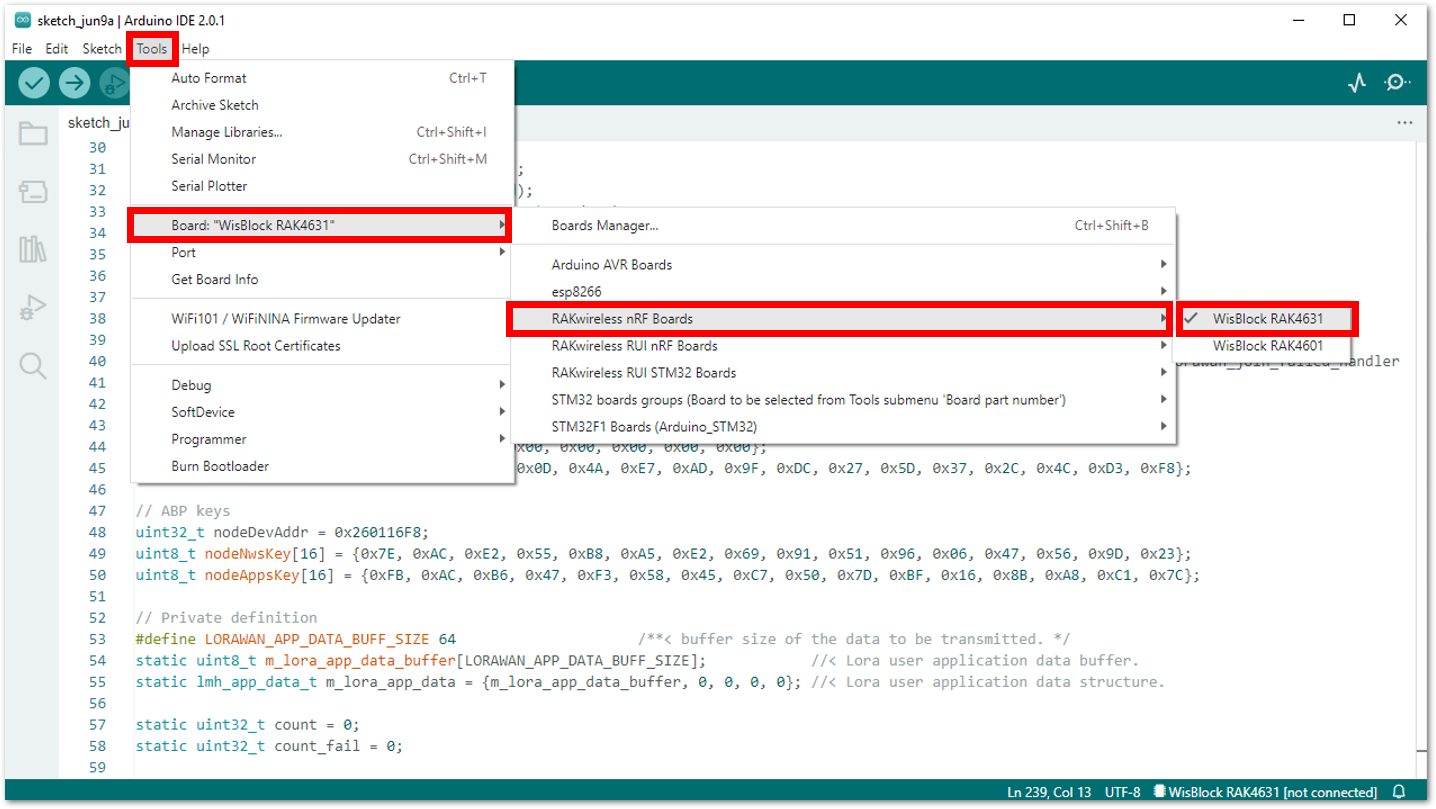 sketch_jun9a | Arduino IDE 2.0.1
File Edit Sketch Tools Help
Auto Format Ctrl+T
Archive Sketch
Manage Libraries... Ctrl+Shift+I
Serial Monitor Ctrl+Shift+M
Serial Plotter
Board: "WisBlock RAK4631"
Port
Get Board Info
WiFi101 / WiFiNINA Firmware Updater
Upload SSL Root Certificates
Debug
SoftDevice
Programmer
Burn Bootloader
Boards Manager... Ctrl+Shift+B
Arduino AVR Boards
esp8266
RAKwireless nRF Boards
RAKwireless RUI nRF Boards
RAKwireless RUI STM32 Boards
STM32 boards groups (Board to be selected from Tools submenu 'Board part number')
STM32F1 Boards (Arduino_STM32)
WisBlock RAK4631
WisBlock RAK4601
sketch_ju
30
31 ;
32 );
33
34
35
36
37
38
39
40
41
42
43
44 0x00, 0x00, 0x00, 0x00, 0x00};
45 0x0D, 0x4A, 0xE7, 0xAD, 0x9F, 0xDC, 0x27, 0x5D, 0x37, 0x2C, 0x4C, 0xD3, 0xF8};
46
47 // ABP keys
48 uint32_t nodeDevAddr = 0x260116F8;
49 uint8_t nodeNwsKey[16] = {0x7E, 0xAC, 0xE2, 0x55, 0xB8, 0xA5, 0xE2, 0x69, 0x91, 0x51, 0x96, 0x06, 0x47, 0x56, 0x9D, 0x23};
50 uint8_t nodeAppsKey[16] = {0xFB, 0xAC, 0xB6, 0x47, 0xF3, 0x58, 0x45, 0xC7, 0x50, 0x7D, 0xBF, 0x16, 0x8B, 0xA8, 0xC1, 0x7C};
51
52 // Private definition
53 #define LORAWAN_APP_DATA_BUFF_SIZE 64 /**< buffer size of the data to be transmitted. */
54 static uint8_t m_lora_app_data_buffer[LORAWAN_APP_DATA_BUFF_SIZE]; //< Lora user application data buffer.
55 static lmh_app_data_t m_lora_app_data = {m_lora_app_data_buffer, 0, 0, 0, 0}; //< Lora user application data structure.
56
57 static uint32_t count = 0;
58 static uint32_t count_fail = 0;
59
Ln 239, Col 13 UTF-8 WisBlock RAK4631 [not connected]